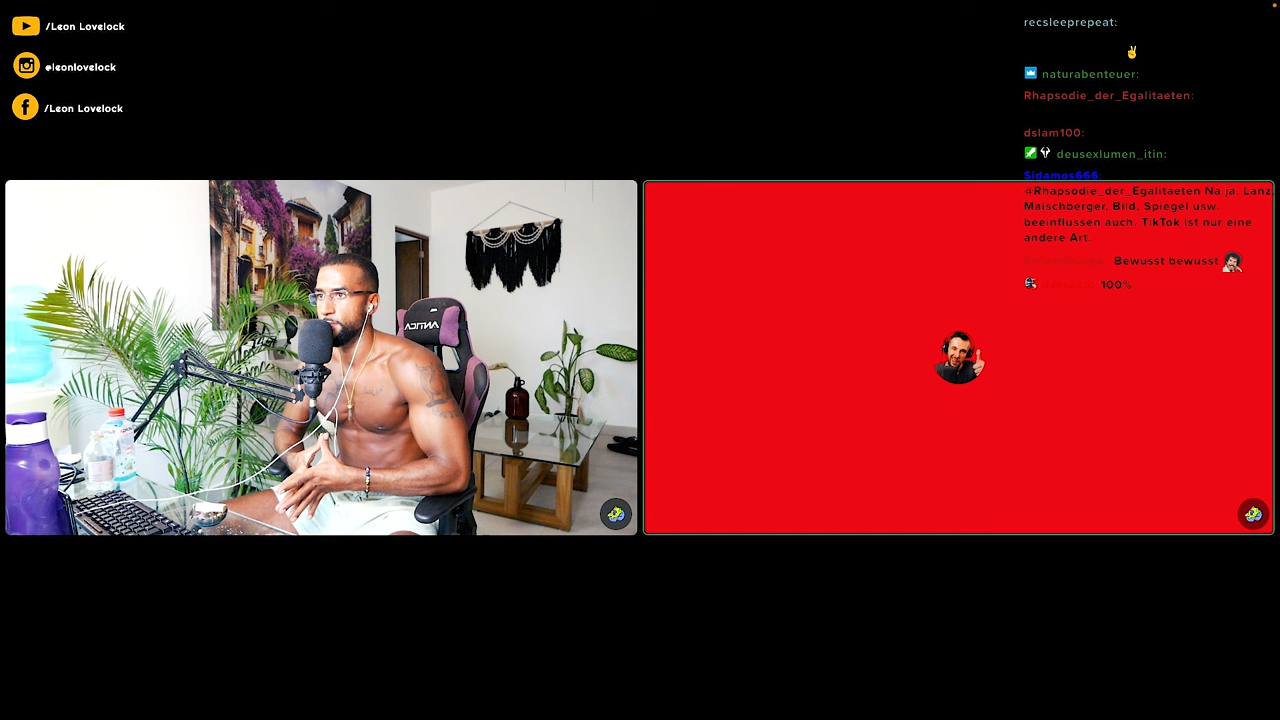 /Leon Lovelock
@leonlovelock
/Leon Lovelock
recsleeprepeat:
naturabenteuer:
Rhapsodie_der_Egalitaeten:
dslam100:
deusexlumen_itin:
Sidamos666:
@Rhapsodie_der_Egalitaeten Na ja. Lanz,
Maischberger, Bild, Spiegel usw.
beeinflussen auch. TikTok ist nur eine
andere Art.
Bewusst bewusst
100%
ANTICA